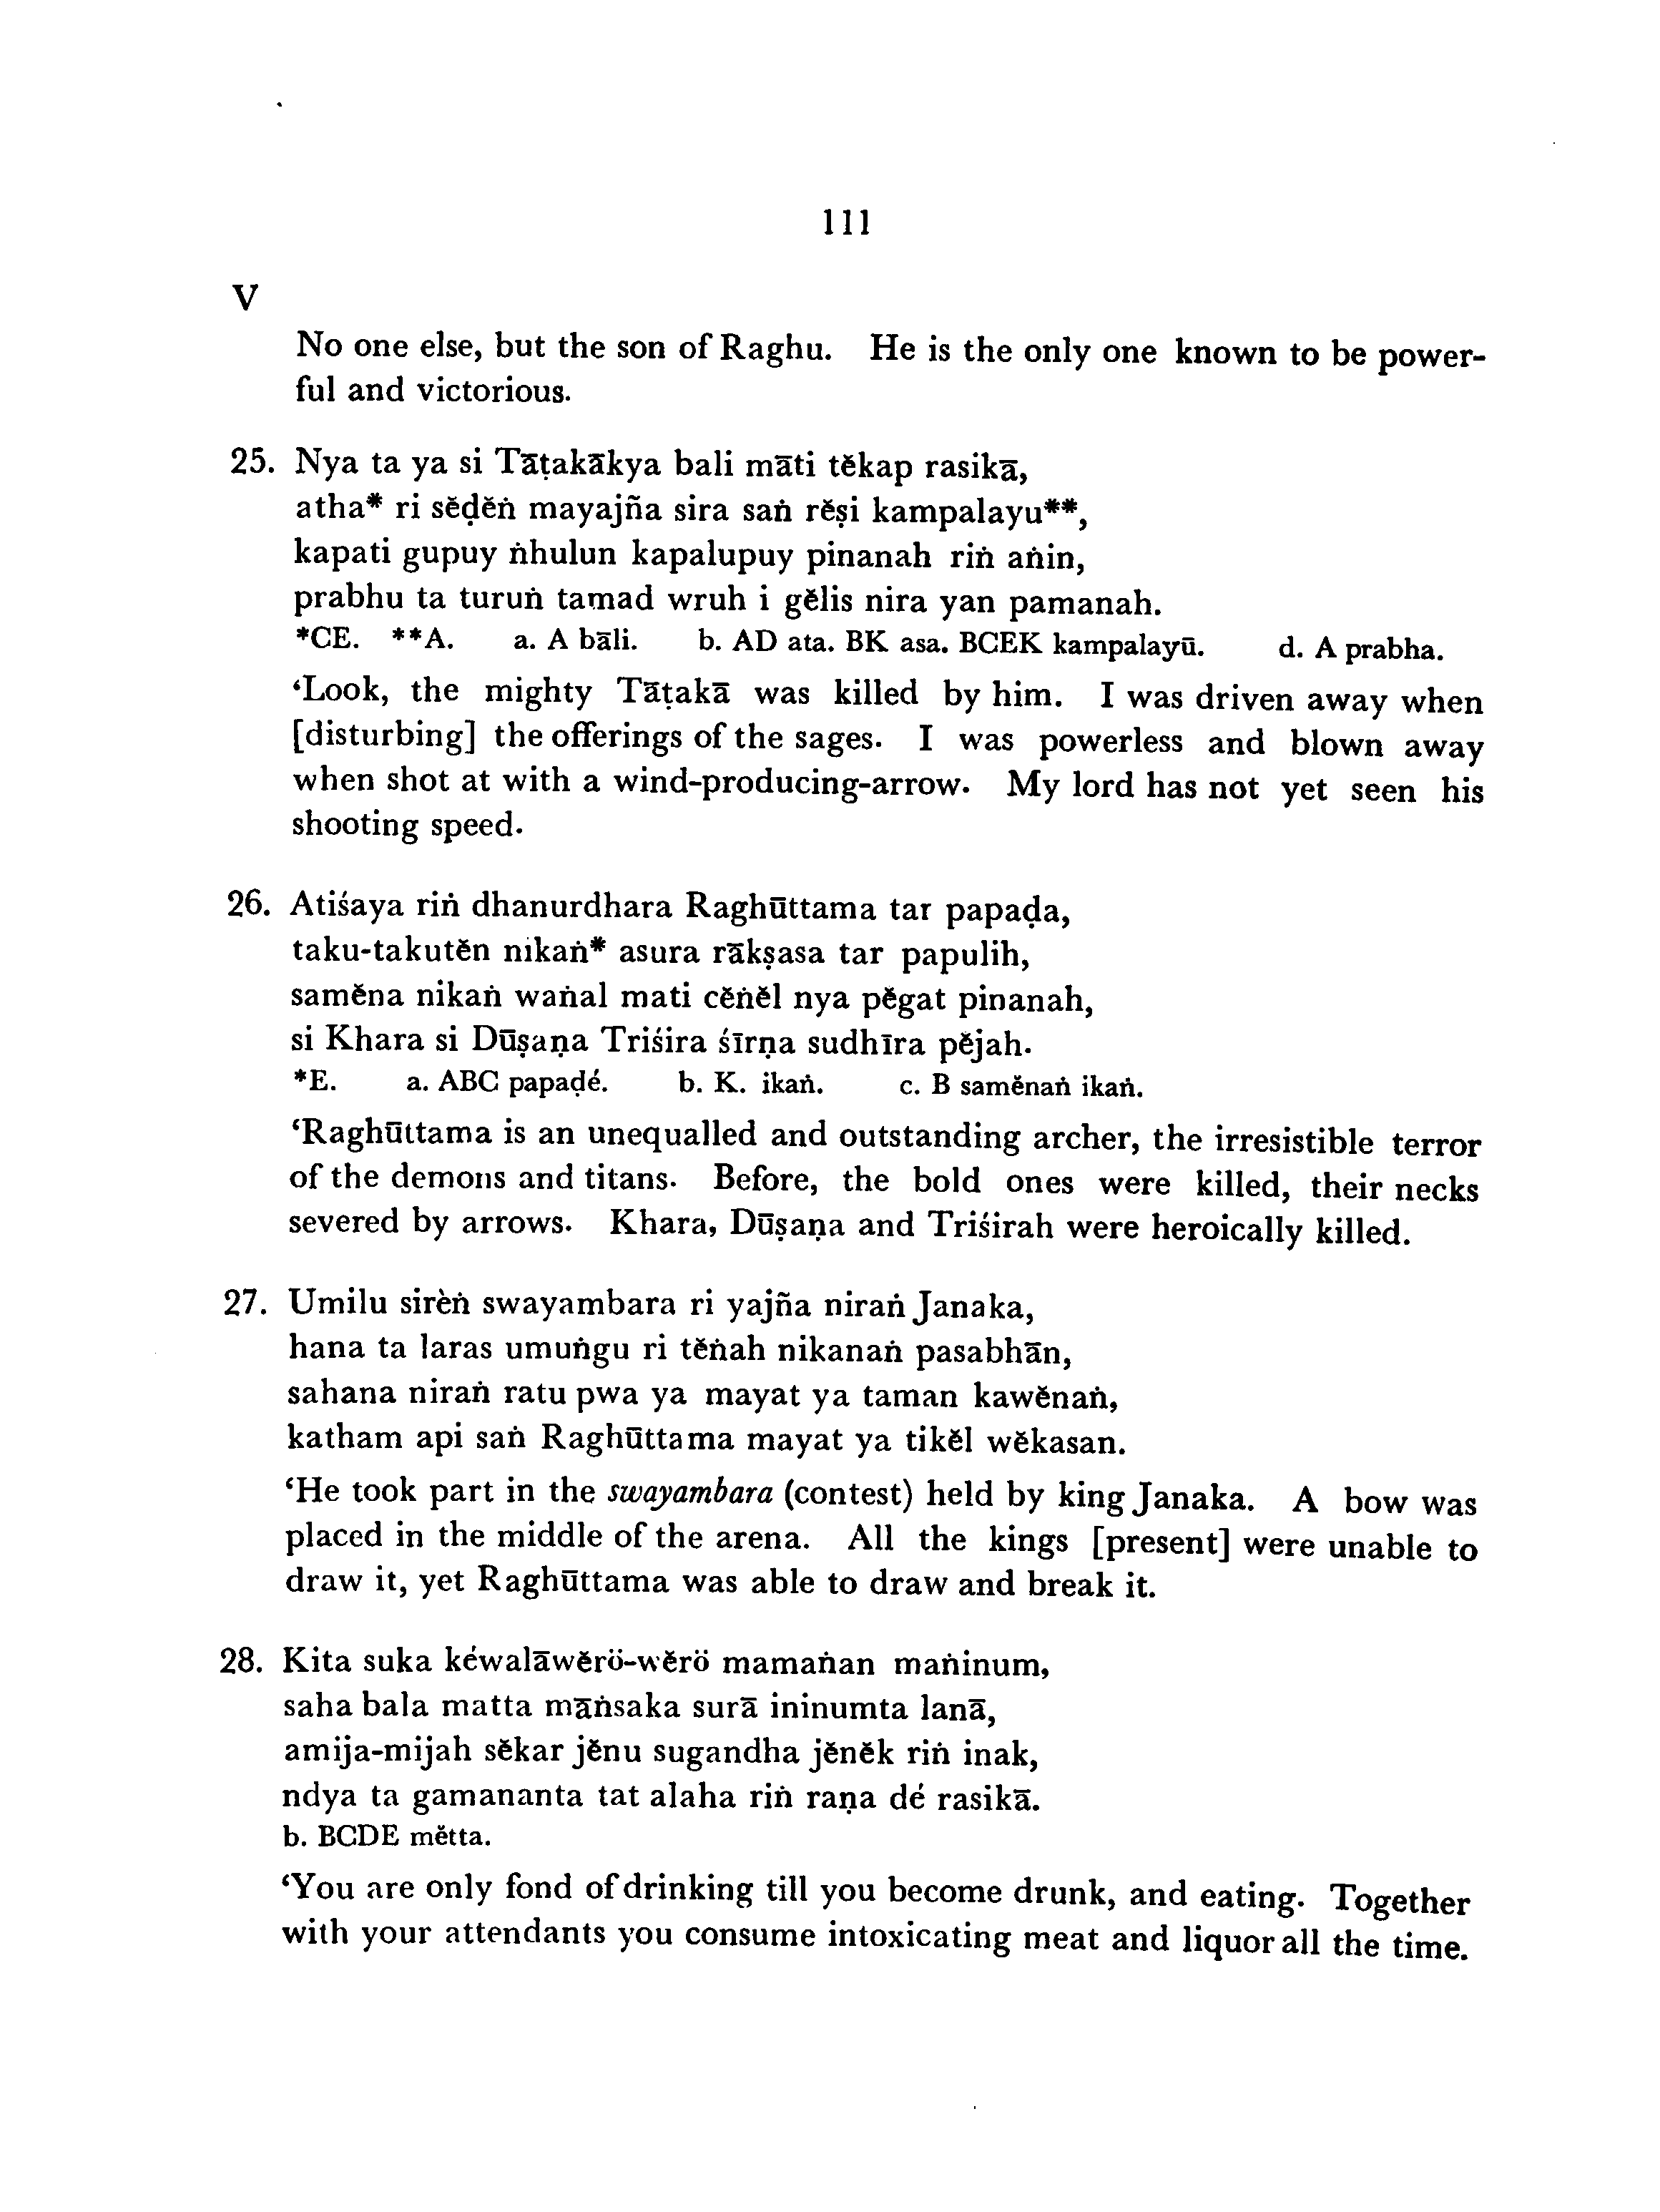 111
V
No one else, but the son of Raghu. He is the only one known to be power-
ful and victorious.
25. Nya ta ya si Tāṭakākya bali māti tĕkap rasikā,
atha* ri sĕḍĕṅ mayajña sira saṅ rĕṣi kampalayu**,
kapati gupuy ṅhulun kapalupuy pinanah riṅ aṅin,
prabhu ta turuṅ tamad wruh i gĕlis nira yan pamanah.
*CE. **A. a. A bāli. b. AD ata. BK asa. BCEK kampalayū. d. A prabha.
‘Look, the mighty Tāṭakā was killed by him. I was driven away when
[disturbing] the offerings of the sages. I was powerless and blown away
when shot at with a wind-producing-arrow. My lord has not yet seen his
shooting speed.
26. Atiśaya riṅ dhanurdhara Raghūttama tar papaḍa,
taku-takutĕn nikaṅ* asura rākṣasa tar papulih,
samĕna nikaṅ waṅal mati cĕṅĕl nya pĕgat pinanah,
si Khara si Dūṣaṇa Triśira śīrṇa sudhīra pĕjah.
*E. a. ABC papaḍé. b. K. ikaṅ. c. B samĕnaṅ ikaṅ.
‘Raghūttama is an unequalled and outstanding archer, the irresistible terror
of the demons and titans. Before, the bold ones were killed, their necks
severed by arrows. Khara, Dūṣaṇa and Triśirah were heroically killed.
27. Umilu sirèṅ swayambara ri yajña niraṅ Janaka,
hana ta laras umuṅgu ri tĕṅah nikanaṅ pasabhān,
sahana niraṅ ratu pwa ya mayat ya taman kawĕnaṅ,
katham api saṅ Raghūttama mayat ya tikĕl wĕkasan.
‘He took part in the swayambara (contest) held by king Janaka. A bow was
placed in the middle of the arena. All the kings [present] were unable to
draw it, yet Raghūttama was able to draw and break it.
28. Kita suka kéwalāwĕrö-wĕrö mamaṅan maṅinum,
saha bala matta māṅsaka surā ininumta lanā,
amija-mijah sĕkar jĕnu sugandha jĕnĕk riṅ inak,
ndya ta gamananta tat alaha riṅ raṇa dé rasikā.
b. BCDE mĕtta.
‘You are only fond of drinking till you become drunk, and eating. Together
with your attendants you consume intoxicating meat and liquor all the time.